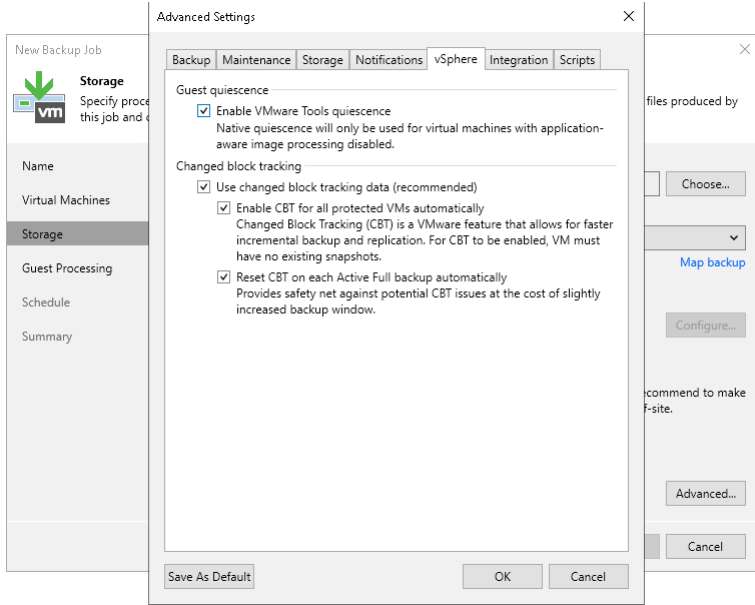 Advanced Settings
New Backup Job
Storage
Specify proce
this job and
files produced by
vm
Name
Virtual Machines
Storage
Guest Processing
Schedule
Summary
Backup Maintenance Storage Notifications vSphere Integration Scripts
Guest quiescence
Enable VMware Tools quiescence
Native quiescence will only be used for virtual machines with application-
aware image processing disabled.
Changed block tracking
Use changed block tracking data (recommended)
Enable CBT for all protected VMs automatically
Changed Block Tracking (CBT) is a VMware feature that allows for faster
incremental backup and replication. For CBT to be enabled, VM must
have no existing snapshots.
Reset CBT on each Active Full backup automatically
Provides safety net against potential CBT issues at the cost of slightly
increased backup window.
Choose...
Map backup
Configure...
ecommend to make
f-site.
Advanced...
Cancel
Save As Default
OK
Cancel